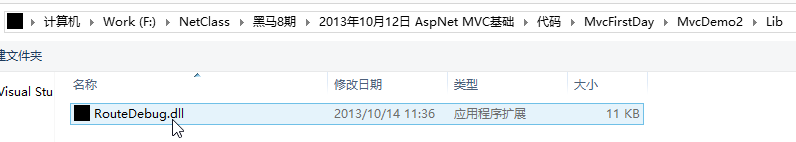 计算机 Work (F:) NetClass 黑马8期 2013年10月12日 AspNet MVC基础 代码 MvcFirstDay MvcDemo2 Lib
建文件夹
名称 修改日期 类型 大小
Visual Stu
RouteDebug.dll 2013/10/14 11:36 应用程序扩展 11 KB